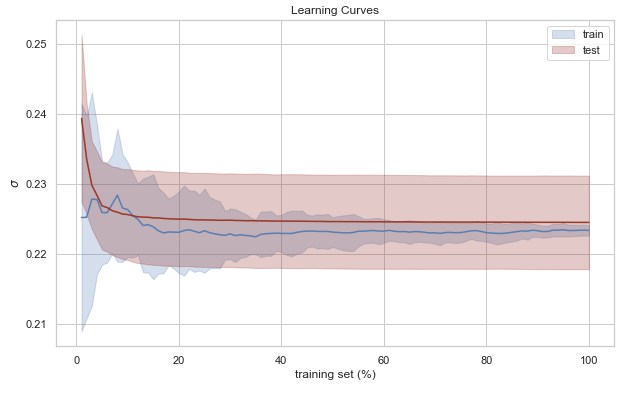 Learning Curves
train
test
0.25
0.24
0.23
0.22
0.21
σ
0 20 40 60 80 100
training set (%)